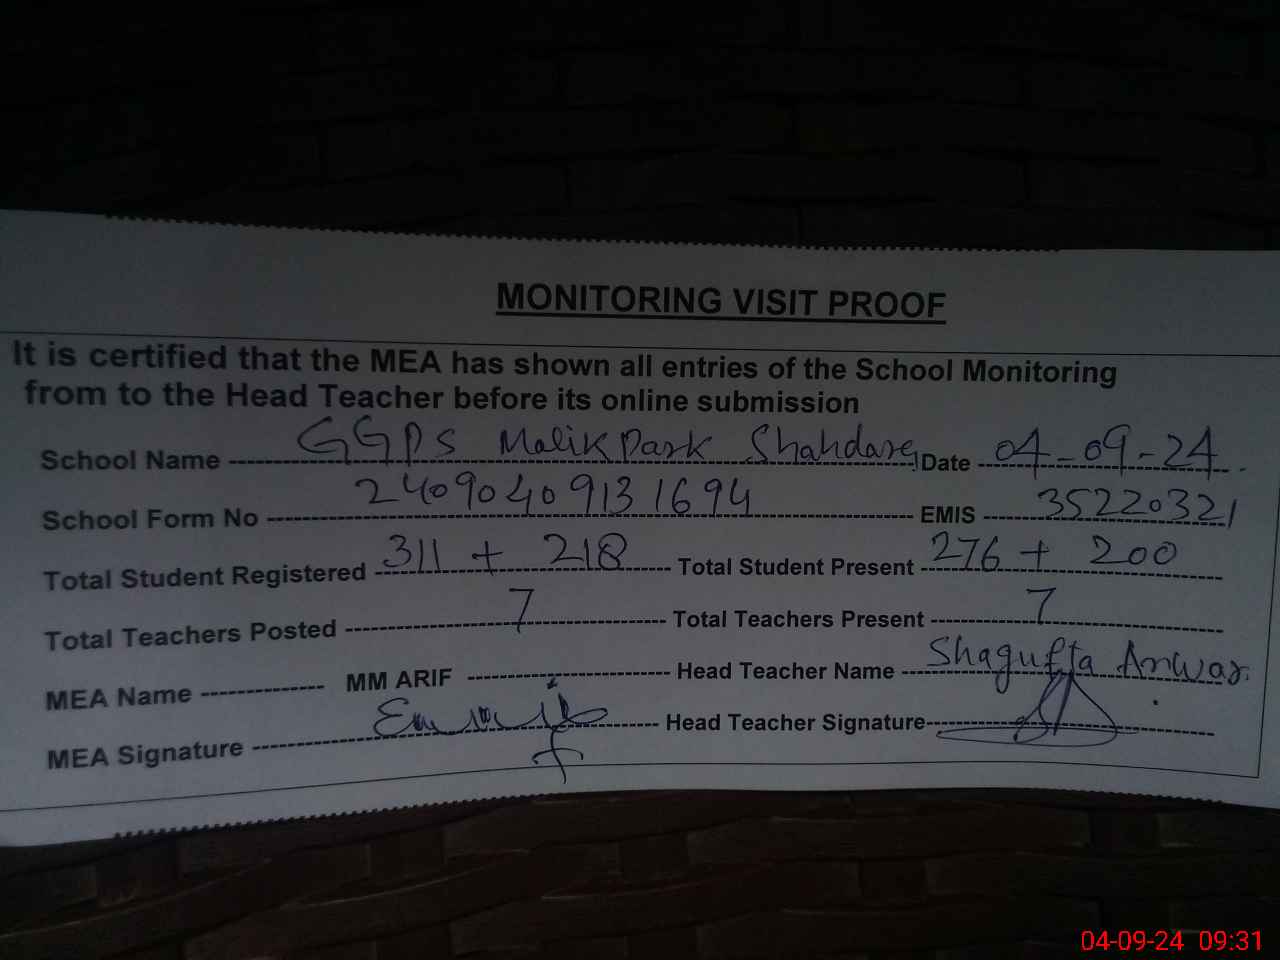 MONITORING VISIT PROOF
It is certified that the MEA has shown all entries of the School Monitoring
from to the Head Teacher before its online submission
School Name GGPS Malik Park Shahdara Date 04-09-24.
School Form No 24090409131694 EMIS 35220321
Total Student Registered 311 + 218 Total Student Present 276 + 200
Total Teachers Posted 7 Total Teachers Present 7
MEA Name MM ARIF Head Teacher Name Shagufta Anwar.
MEA Signature Head Teacher Signature
04-09-24 09:31